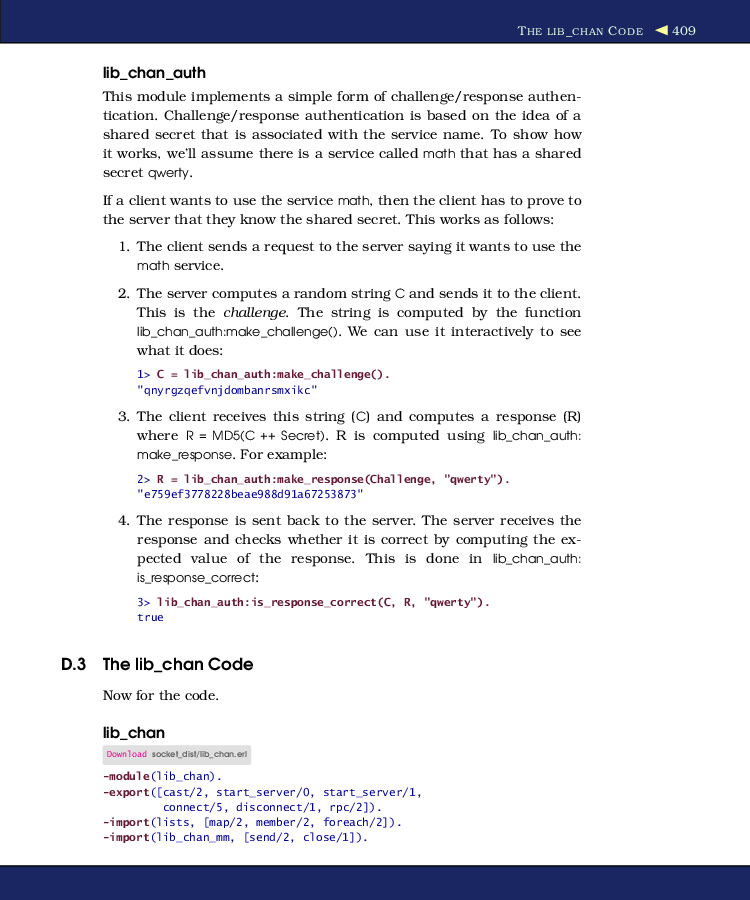 THE LIB_CHAN CODE ◀ 409
lib_chan_auth
This module implements a simple form of challenge/response authen-
tication. Challenge/response authentication is based on the idea of a
shared secret that is associated with the service name. To show how
it works, we'll assume there is a service called math that has a shared
secret qwerty.
If a client wants to use the service math, then the client has to prove to
the server that they know the shared secret. This works as follows:
1. The client sends a request to the server saying it wants to use the
math service.
2. The server computes a random string C and sends it to the client.
This is the challenge. The string is computed by the function
lib_chan_auth:make_challenge(). We can use it interactively to see
what it does:
1> C = lib_chan_auth:make_challenge().
"qnyrgzqefvnjdombanrsmxikc"
3. The client receives this string (C) and computes a response (R)
where R = MD5(C ++ Secret). R is computed using lib_chan_auth:
make_response. For example:
2> R = lib_chan_auth:make_response(Challenge, "qwerty").
"e759ef3778228beae988d91a67253873"
4. The response is sent back to the server. The server receives the
response and checks whether it is correct by computing the ex-
pected value of the response. This is done in lib_chan_auth:
is_response_correct:
3> lib_chan_auth:is_response_correct(C, R, "qwerty").
true
D.3 The lib_chan Code
Now for the code.
lib_chan
Download socket_dist/lib_chan.erl
-module(lib_chan).
-export([cast/2, start_server/0, start_server/1,
connect/5, disconnect/1, rpc/2]).
-import(lists, [map/2, member/2, foreach/2]).
-import(lib_chan_mm, [send/2, close/1]).